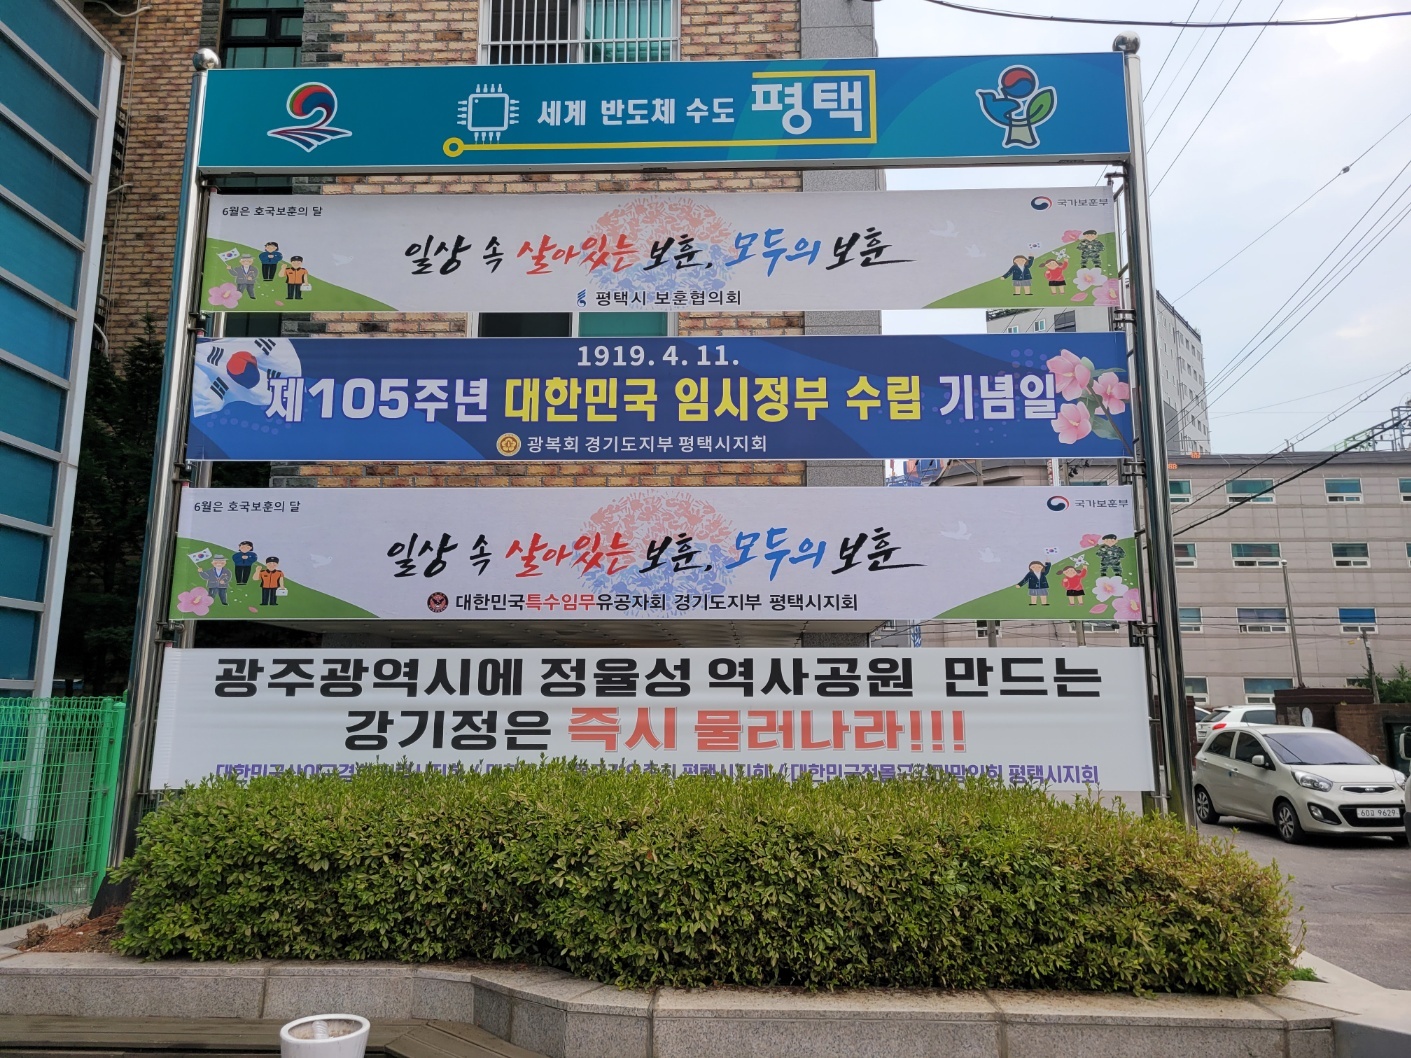 세계 반도체 수도 평택
6월은 호국보훈의 달
국가보훈부
일상 속 살아있는 보훈, 모두의 보훈
평택시 보훈협의회
1919. 4. 11.
제105주년 대한민국 임시정부 수립 기념일
광복회 경기도지부 평택시지회
6월은 호국보훈의 달
국가보훈부
일상 속 살아있는 보훈, 모두의 보훈
대한민국특수임무유공자회 경기도지부 평택시지회
광주광역시에 정율성 역사공원 만드는
강기정은 즉시 물러나라!!!
평택시지회 / 평택시지회
9629